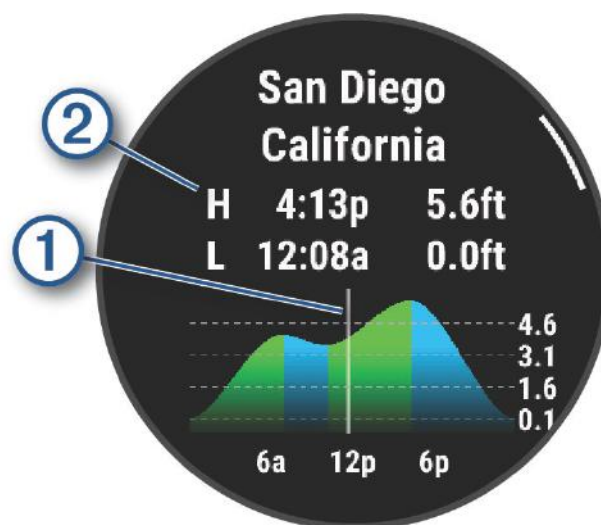 San Diego
California
2
H 4:13p 5.6ft
1
L 12:08a 0.0ft
4.6
3.1
1.6
0.1
6a 12p 6p